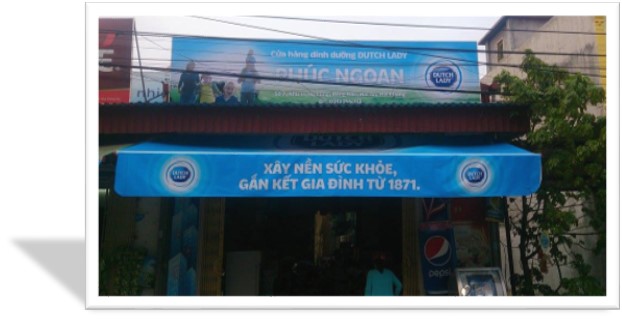 Cửa hàng dinh dưỡng DUTCH LADY
PHÚC NGOAN
DUTCH LADY
XÂY NỀN SỨC KHỎE,
GẮN KẾT GIA ĐÌNH TỪ 1871.
DUTCH LADY
DUTCH LADY
pepsi